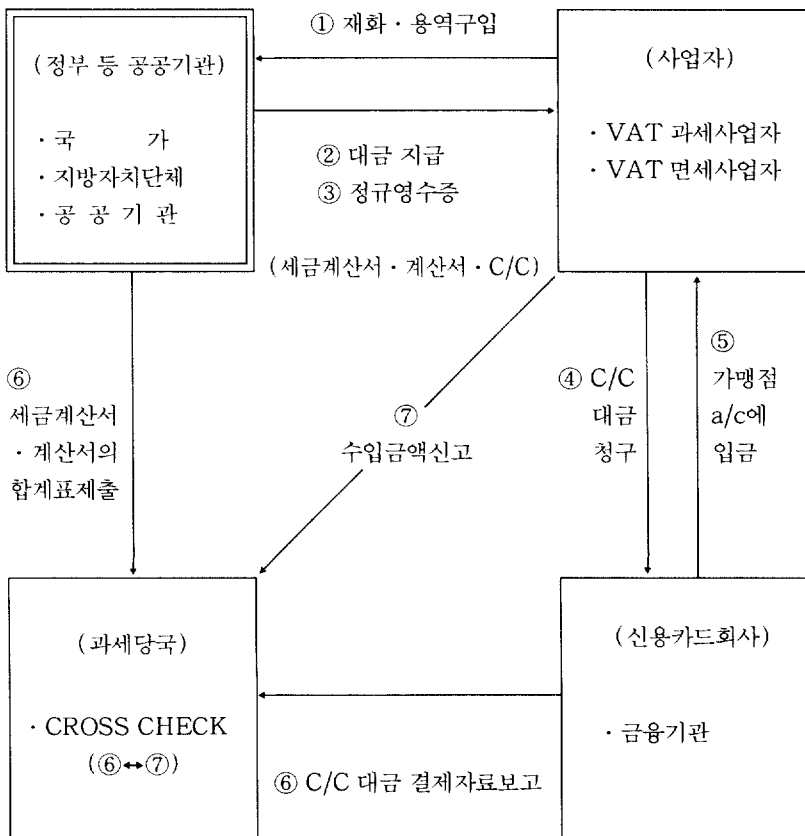 ① 재화 · 용역구입
(정부 등 공공기관)
· 국 가
· 지방자치단체
· 공 공 기 관
(사업자)
· VAT 과세사업자
· VAT 면세사업자
② 대금 지급
③ 정규영수증
(세금계산서 · 계산서 · C/C)
⑥
세금계산서
· 계산서의
합계표제출
⑦
수입금액신고
④ C/C
대금
청구
⑤
가맹점
a/c에
입금
(과세당국)
· CROSS CHECK
(⑥↔⑦)
(신용카드회사)
· 금융기관
⑥ C/C 대금 결제자료보고